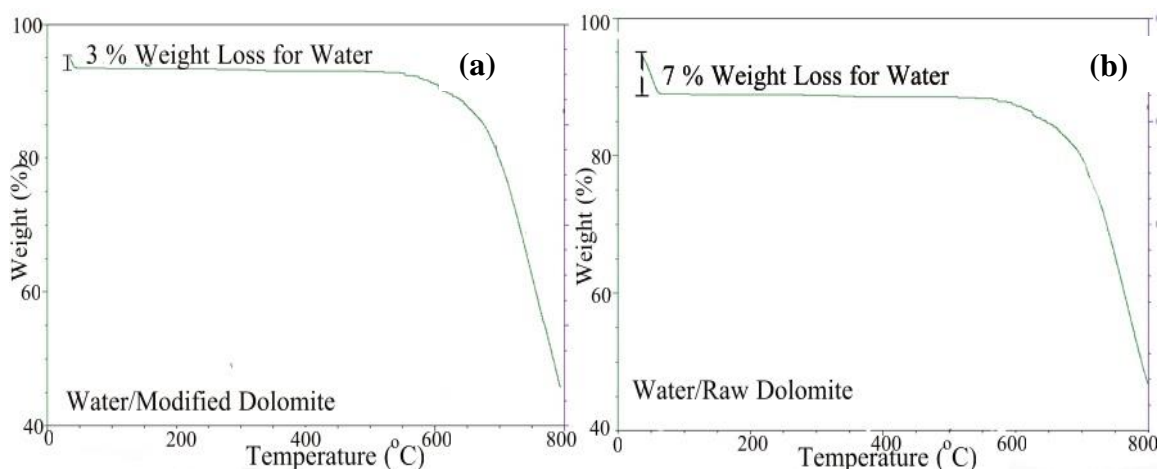 100
3 % Weight Loss for Water
(a)
80
60
40
Weight (%)
Water/Modified Dolomite
0
200
400
600
800
Temperature (°C)
100
7 % Weight Loss for Water
(b)
80
60
40
Weight (%)
Water/Raw Dolomite
0
200
400
600
800
Temperature (°C)